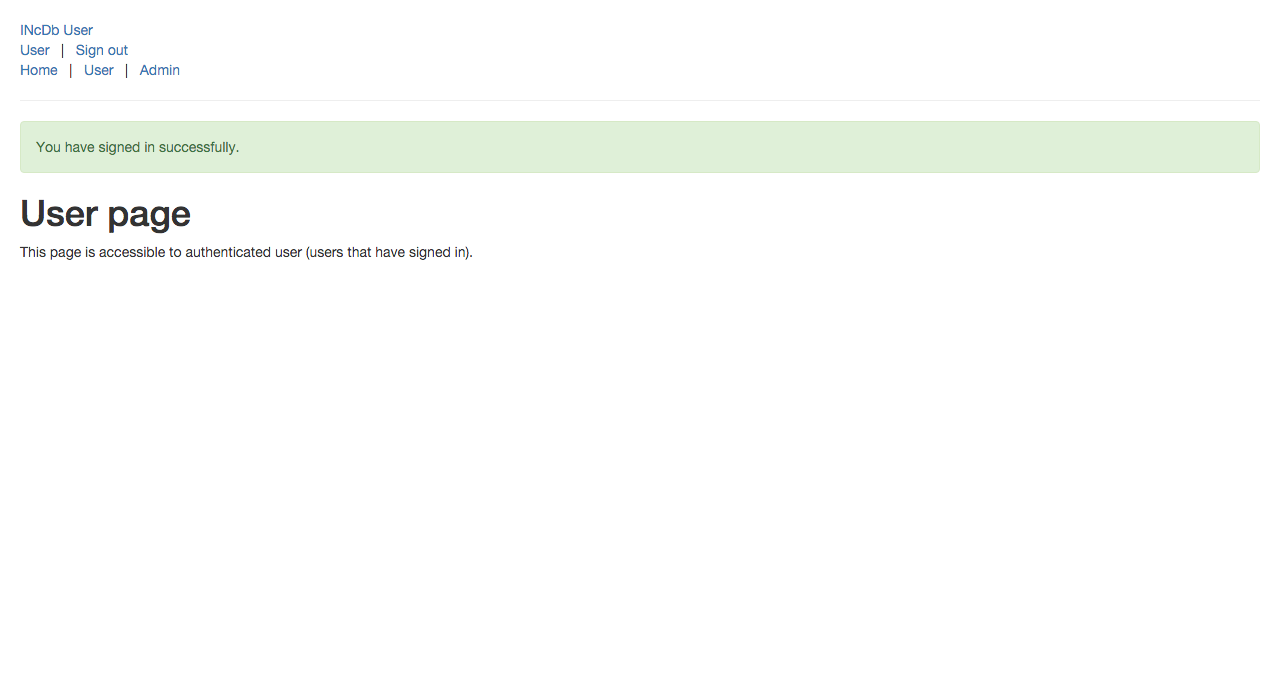 INcDb User
User | Sign out
Home | User | Admin
You have signed in successfully.
User page
This page is accessible to authenticated user (users that have signed in).